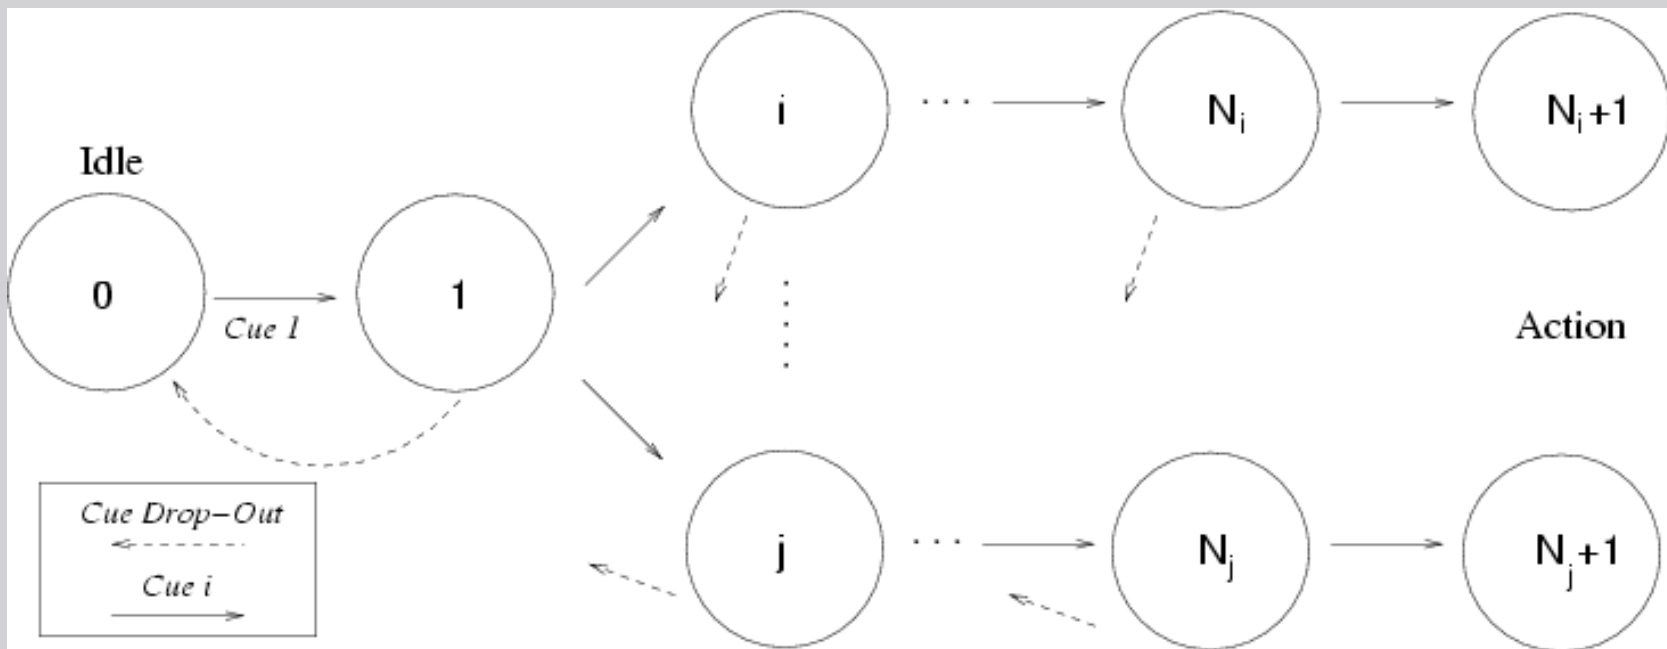 i
. . .
N_i
N_i+1
Idle
0
Cue 1
1
Action
Cue Drop-Out
Cue i
j
. . .
N_j
N_j+1